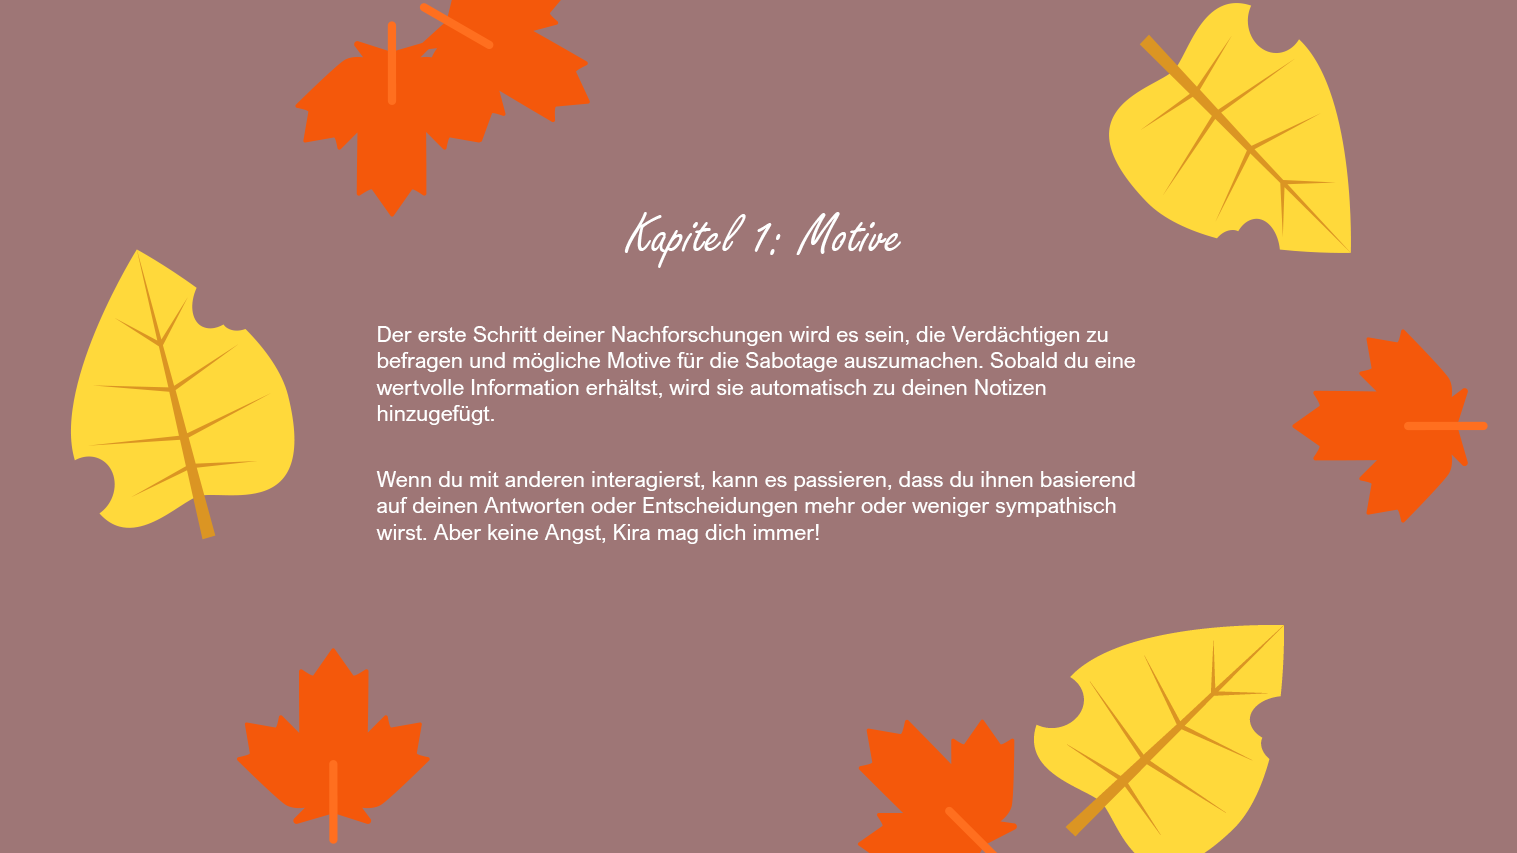 Kapitel 1: Motive
Der erste Schritt deiner Nachforschungen wird es sein, die Verdächtigen zu
befragen und mögliche Motive für die Sabotage auszumachen. Sobald du eine
wertvolle Information erhältst, wird sie automatisch zu deinen Notizen
hinzugefügt.
Wenn du mit anderen interagierst, kann es passieren, dass du ihnen basierend
auf deinen Antworten oder Entscheidungen mehr oder weniger sympathisch
wirst. Aber keine Angst, Kira mag dich immer!